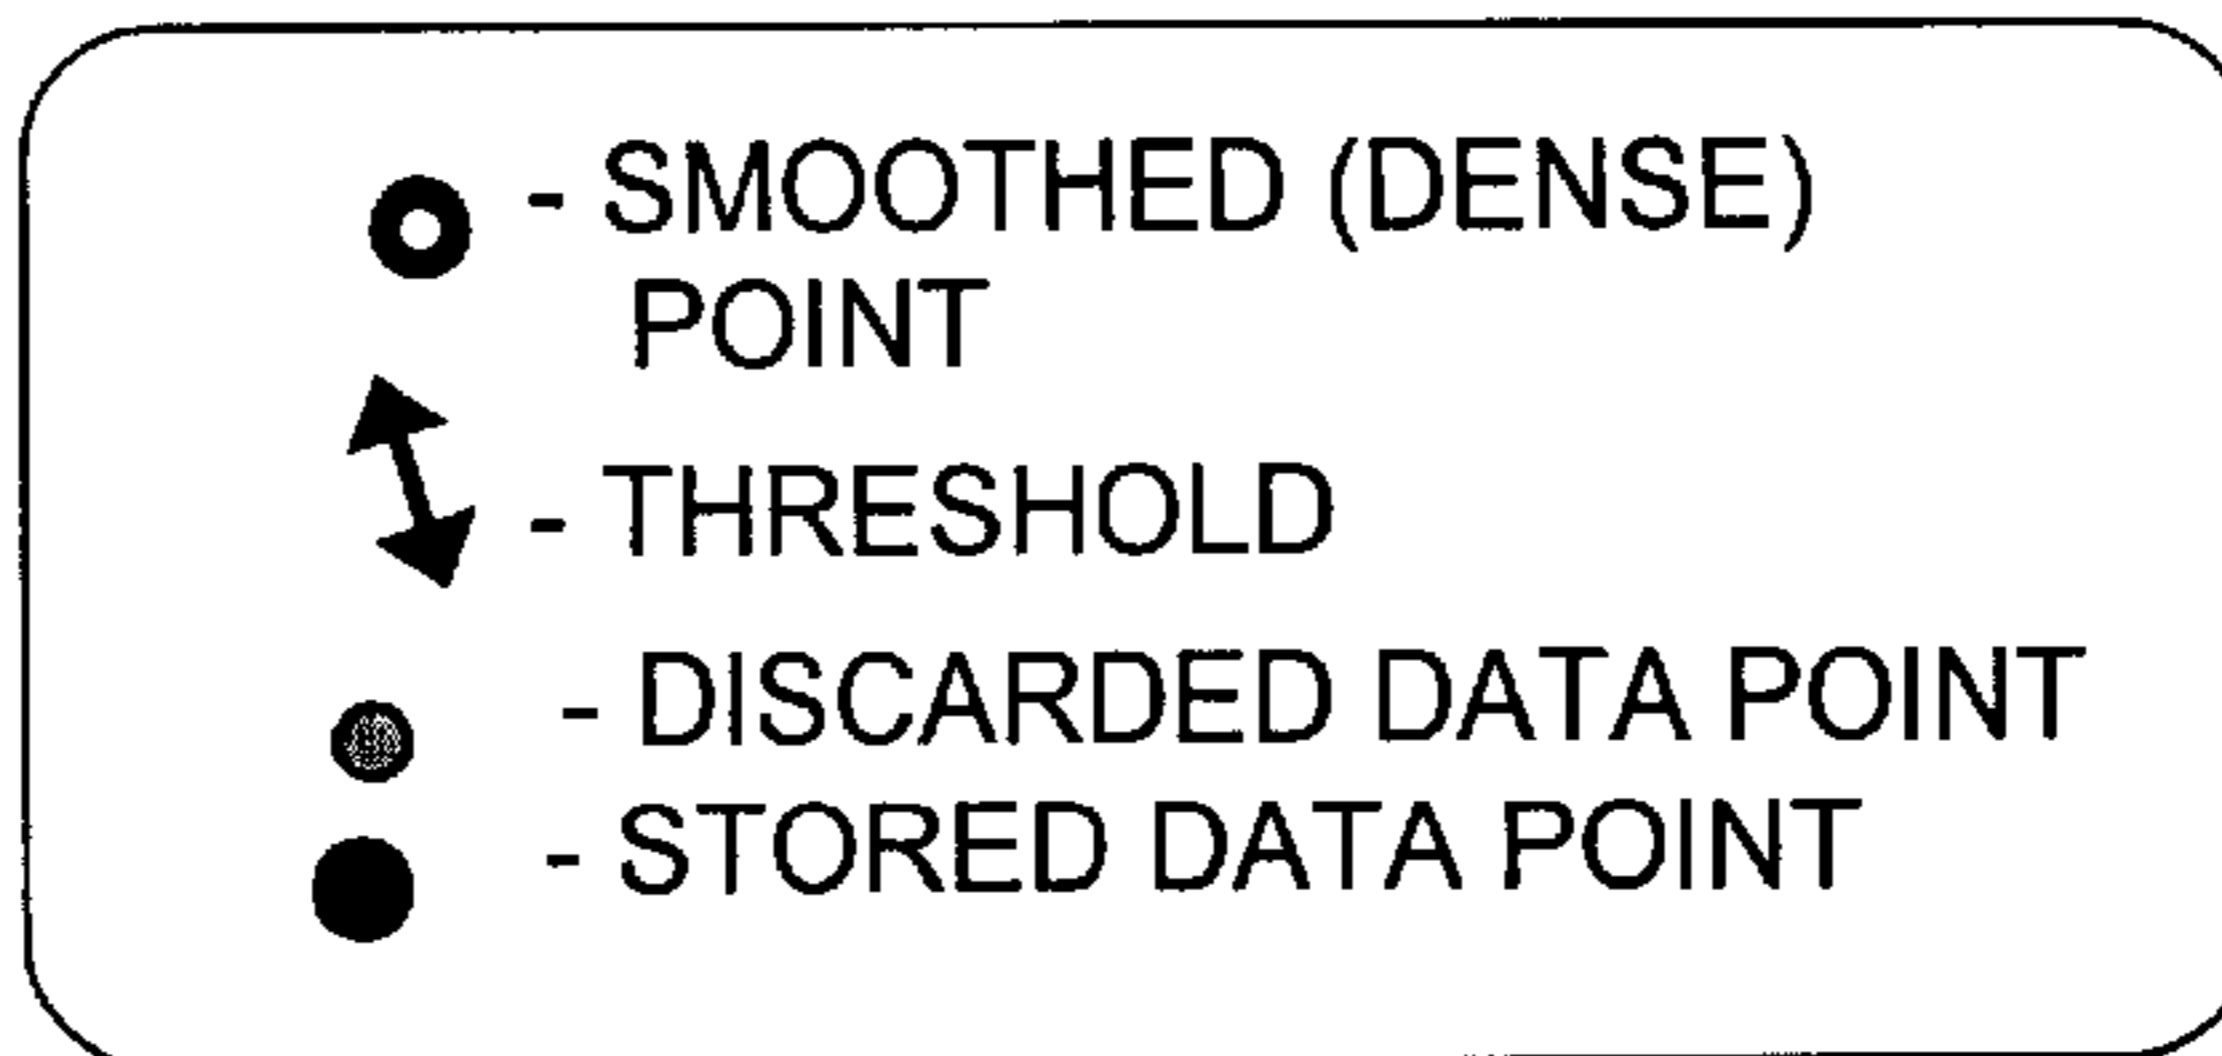 - SMOOTHED (DENSE)
POINT
- THRESHOLD
- DISCARDED DATA POINT
- STORED DATA POINT